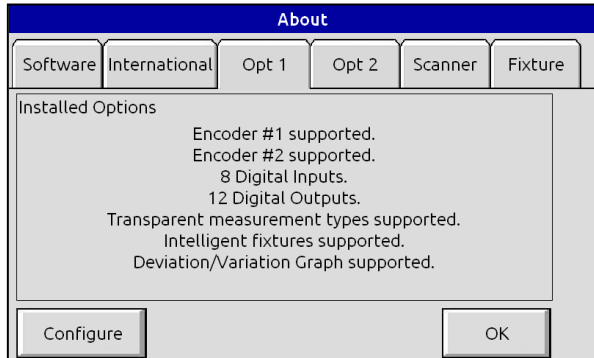 About
Software International Opt 1 Opt 2 Scanner Fixture
Installed Options
Encoder #1 supported.
Encoder #2 supported.
8 Digital Inputs.
12 Digital Outputs.
Transparent measurement types supported.
Intelligent fixtures supported.
Deviation/Variation Graph supported.
Configure OK